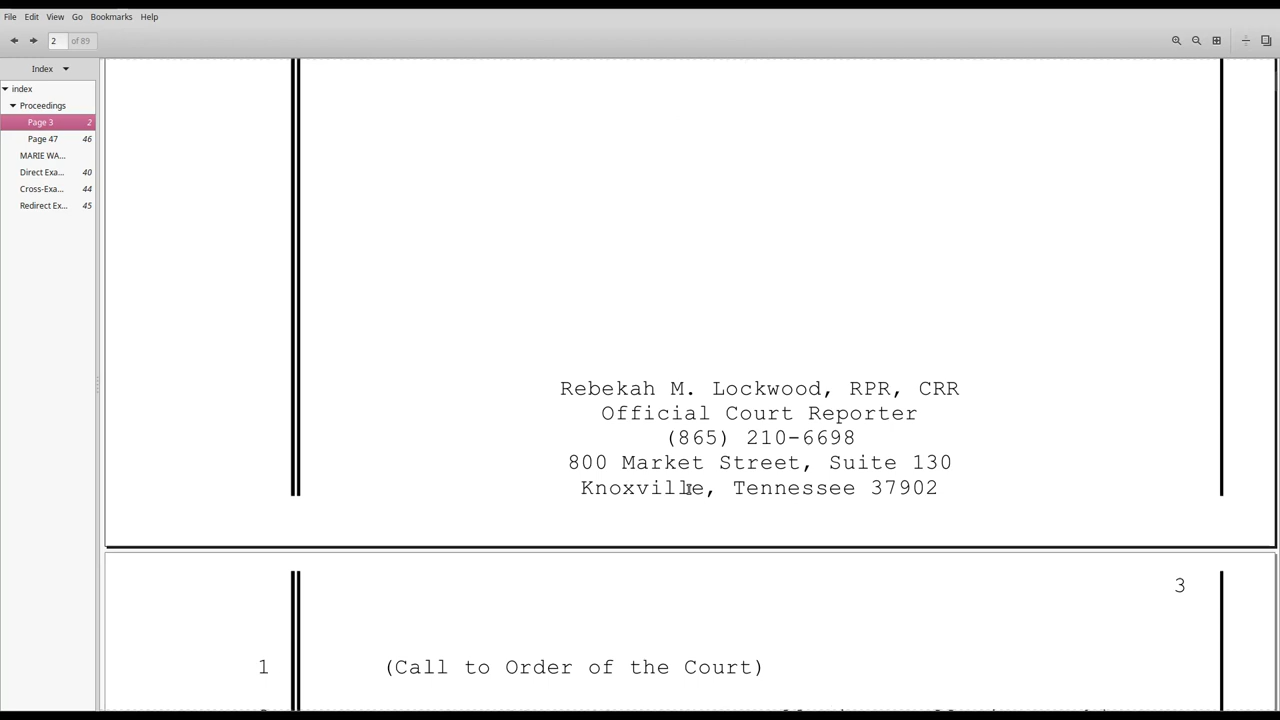 File Edit View Go Bookmarks Help
2 of 89
Index
index
Proceedings
Page 3 2
Page 47 46
MARIE WA...
Direct Exa... 40
Cross-Exa... 44
Redirect Ex... 45
Rebekah M. Lockwood, RPR, CRR
Official Court Reporter
(865) 210-6698
800 Market Street, Suite 130
Knoxville, Tennessee 37902
3
1 (Call to Order of the Court)